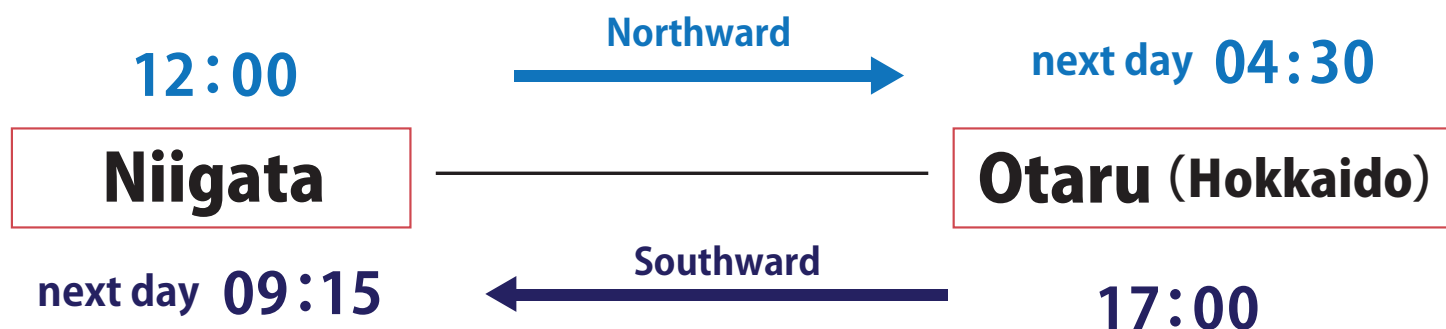 Northward
12:00
next day 04:30
Niigata
Otaru (Hokkaido)
Southward
next day 09:15
17:00